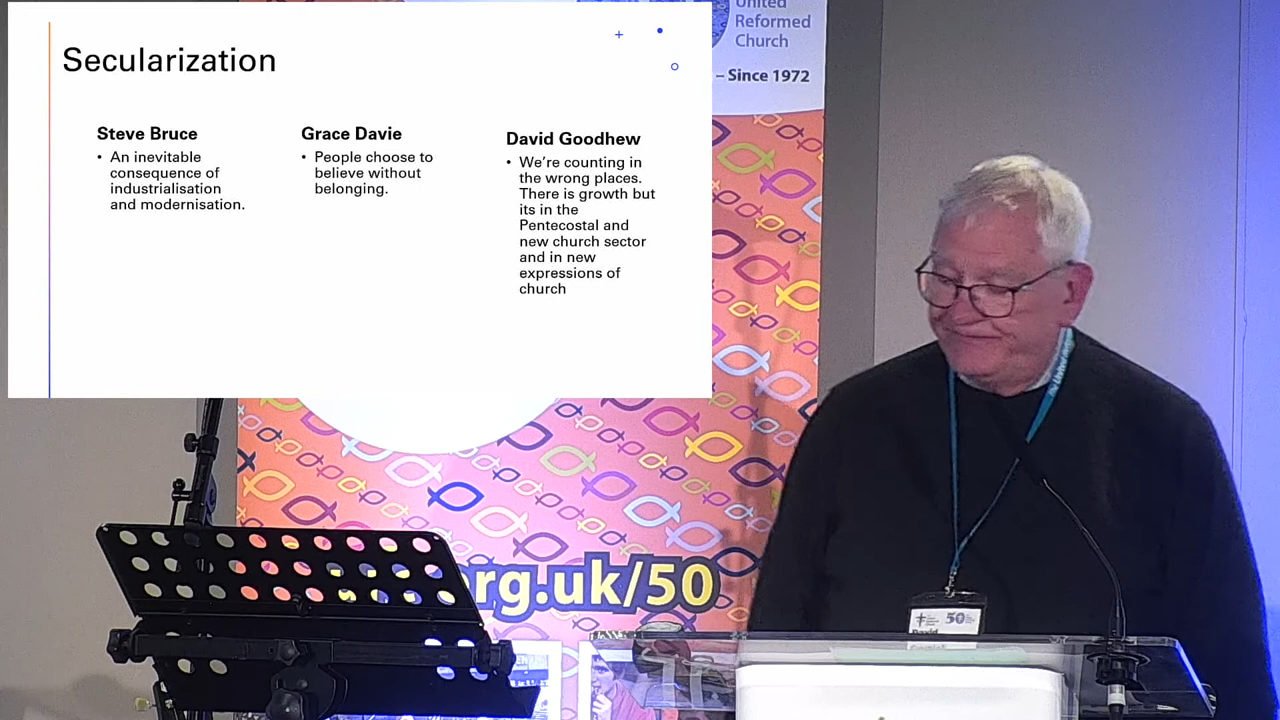 Secularization
Steve Bruce
• An inevitable
consequence of
industrialisation
and modernisation.
Grace Davie
• People choose to
believe without
belonging.
David Goodhew
• We're counting in
the wrong places.
There is growth but
its in the
Pentecostal and
new church sector
and in new
expressions of
church
United
Reformed
Church
– Since 1972
rg.uk/50
50
David